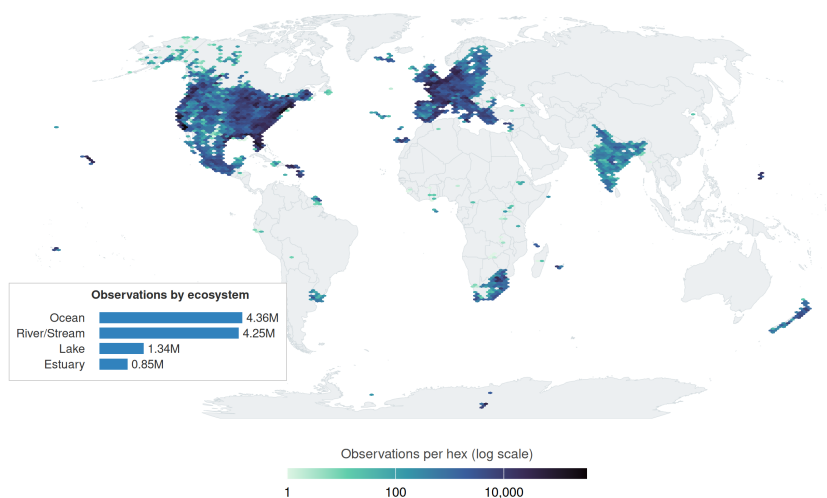 Observations by ecosystem
Ocean 4.36M
River/Stream 4.25M
Lake 1.34M
Estuary 0.85M
Observations per hex (log scale)
1 100 10,000